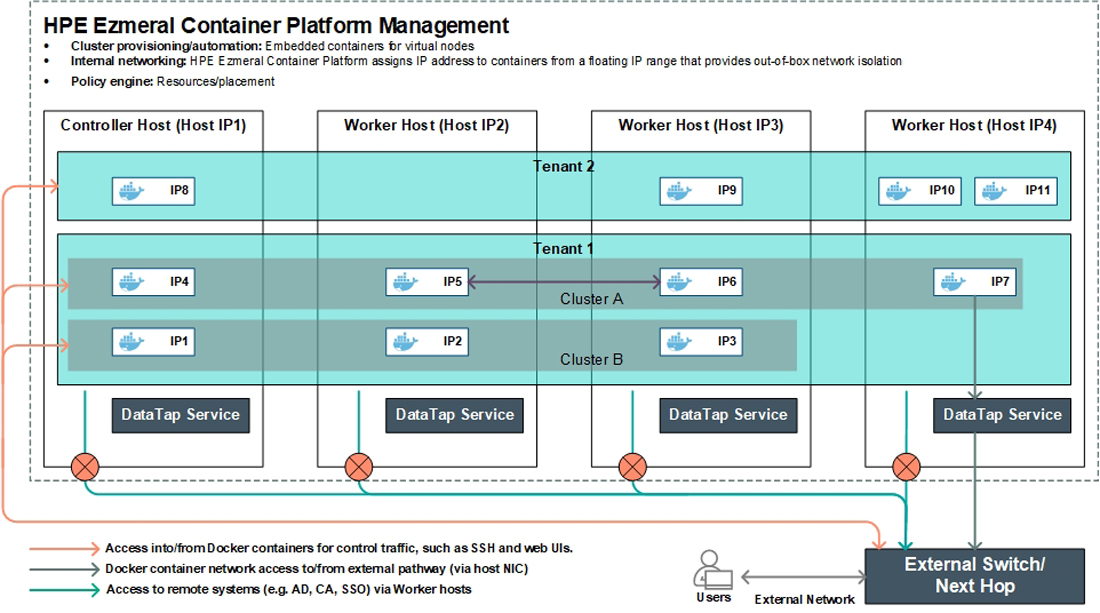 HPE Ezmeral Container Platform Management
• Cluster provisioning/automation: Embedded containers for virtual nodes
• Internal networking: HPE Ezmeral Container Platform assigns IP address to containers from a floating IP range that provides out-of-box network isolation
• Policy engine: Resources/placement
Controller Host (Host IP1)
Worker Host (Host IP2)
Worker Host (Host IP3)
Worker Host (Host IP4)
Tenant 2
IP8
IP9
IP10
IP11
Tenant 1
IP4
IP5
IP6
IP7
Cluster A
IP1
IP2
IP3
Cluster B
DataTap Service
DataTap Service
DataTap Service
DataTap Service
Access into/from Docker containers for control traffic, such as SSH and web UIs.
Docker container network access to/from external pathway (via host NIC)
Access to remote systems (e.g. AD, CA, SSO) via Worker hosts
Users
External Network
External Switch/
Next Hop